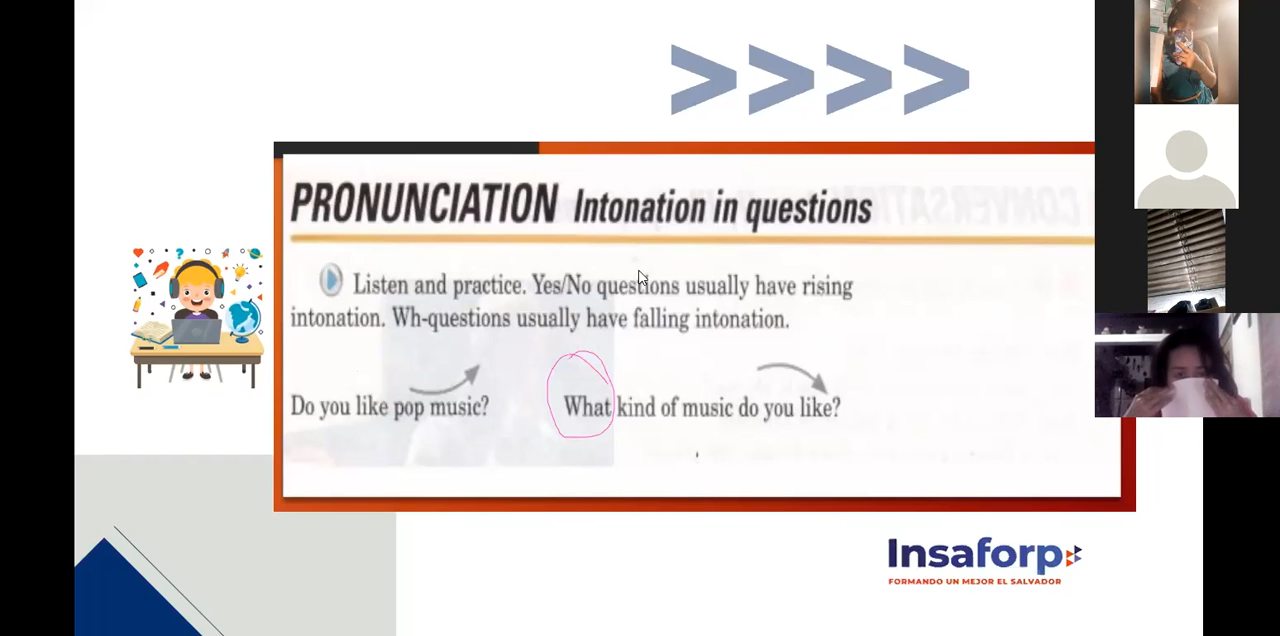 > > > >
PRONUNCIATION Intonation in questions
Listen and practice. Yes/No questions usually have rising
intonation. Wh-questions usually have falling intonation.
Do you like pop music? What kind of music do you like?
Insaforp
FORMANDO UN MEJOR EL SALVADOR